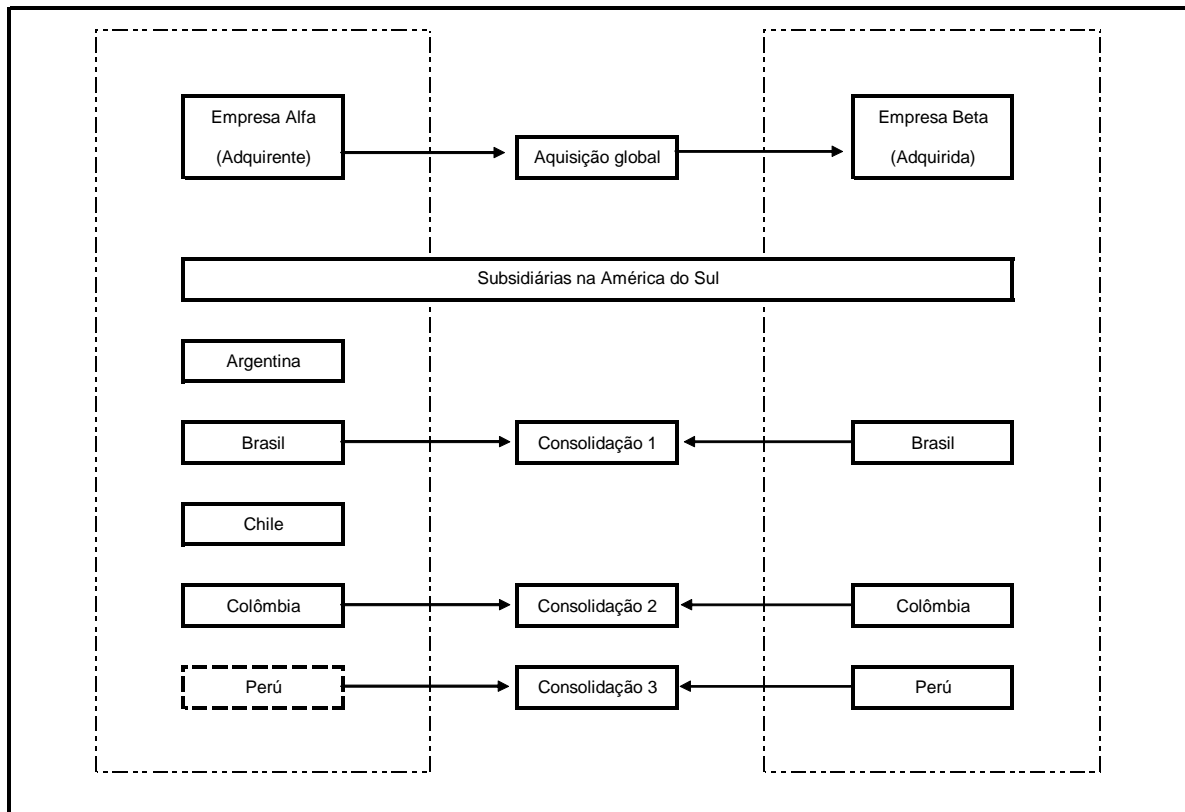 Empresa Alfa
(Adquirente)
Aquisição global
Empresa Beta
(Adquirida)
Subsidiárias na América do Sul
Argentina
Brasil
Consolidação 1
Brasil
Chile
Colômbia
Consolidação 2
Colômbia
Perú
Consolidação 3
Perú